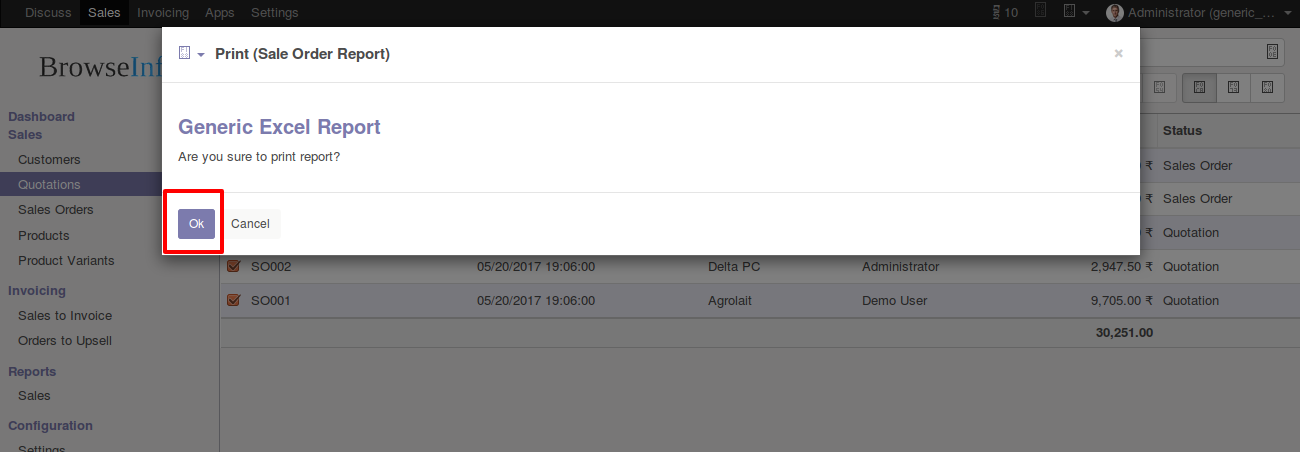 Discuss Sales Invoicing Apps Settings 10 Administrator (generic_...
Print (Sale Order Report) ×
BrowseInf
Generic Excel Report
Are you sure to print report?
Ok Cancel
Dashboard
Sales
Customers
Quotations
Sales Orders
Products
Product Variants
Invoicing
Sales to Invoice
Orders to Upsell
Reports
Sales
Configuration
Settings
Status
₹ Sales Order
₹ Sales Order
₹ Quotation
SO002 05/20/2017 19:06:00 Delta PC Administrator 2,947.50 ₹ Quotation
SO001 05/20/2017 19:06:00 Agrolait Demo User 9,705.00 ₹ Quotation
30,251.00